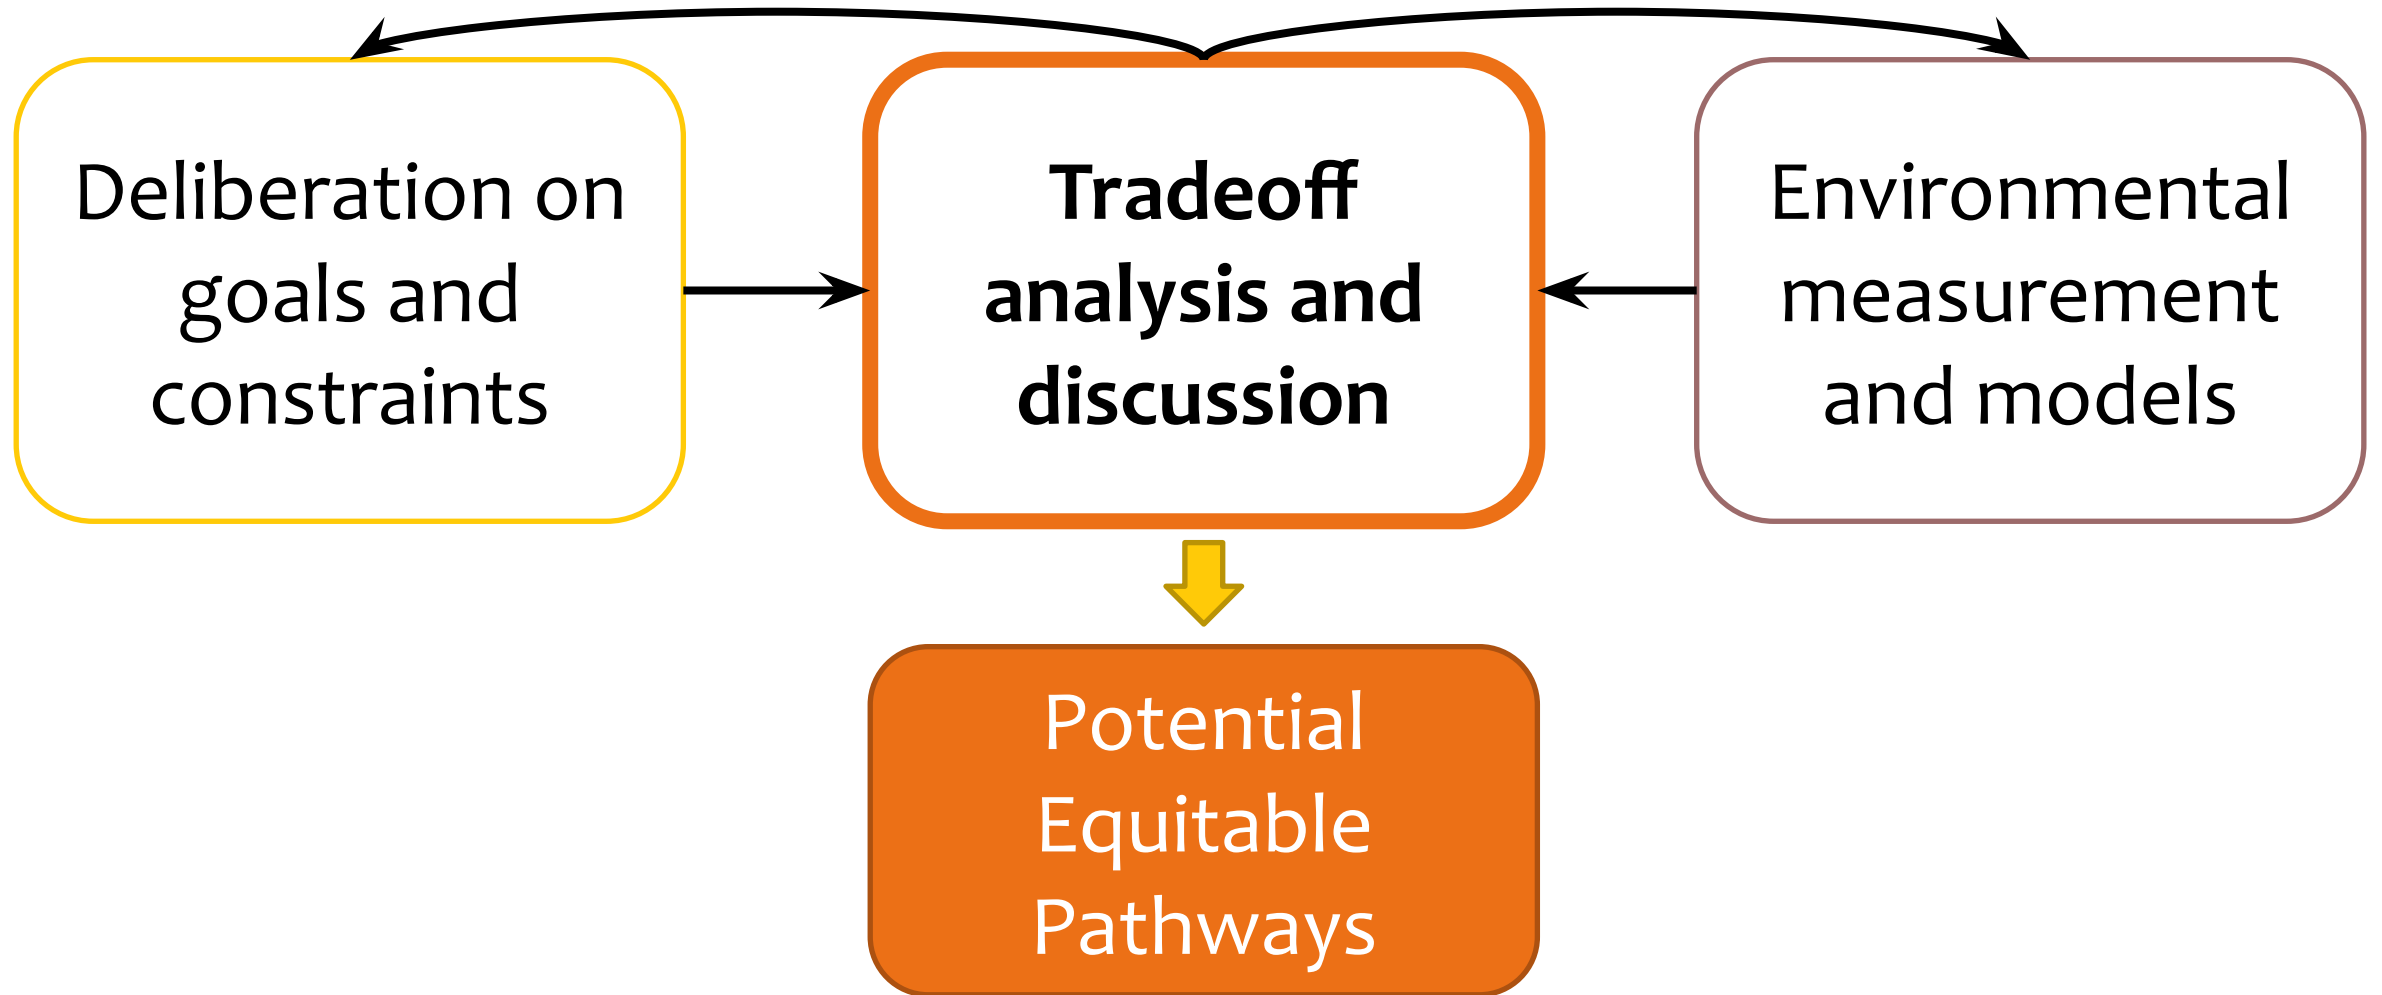 Deliberation on
goals and
constraints
Tradeoff
analysis and
discussion
Environmental
measurement
and models
Potential
Equitable
Pathways